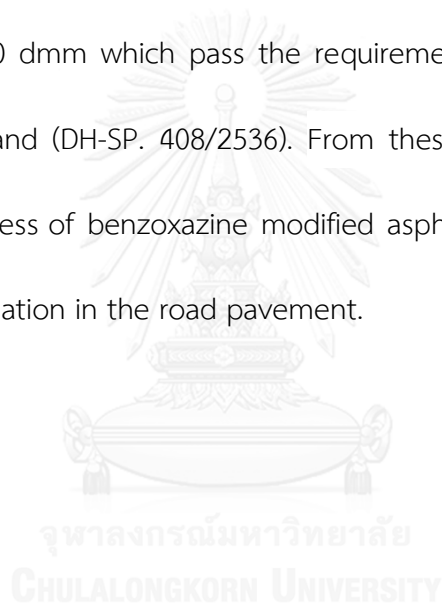 0 dmm which pass the requireme
and (DH-SP. 408/2536). From thes
ess of benzoxazine modified asph
ation in the road pavement.
จุฬาลงกรณ์มหาวิทยาลัย
CHULALONGKORN UNIVERSITY